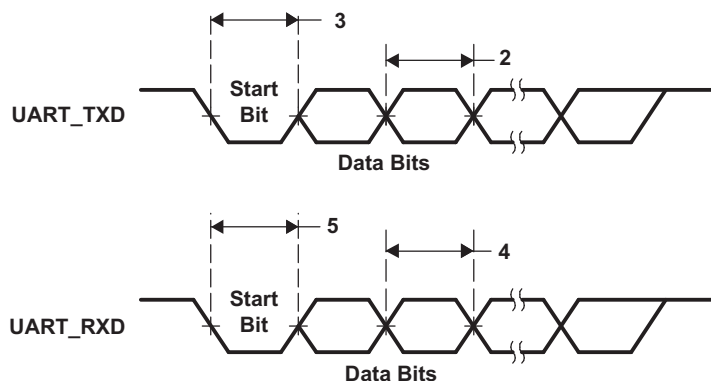 3
2
Start
Bit
UART_TXD
Data Bits
5
4
Start
Bit
UART_RXD
Data Bits